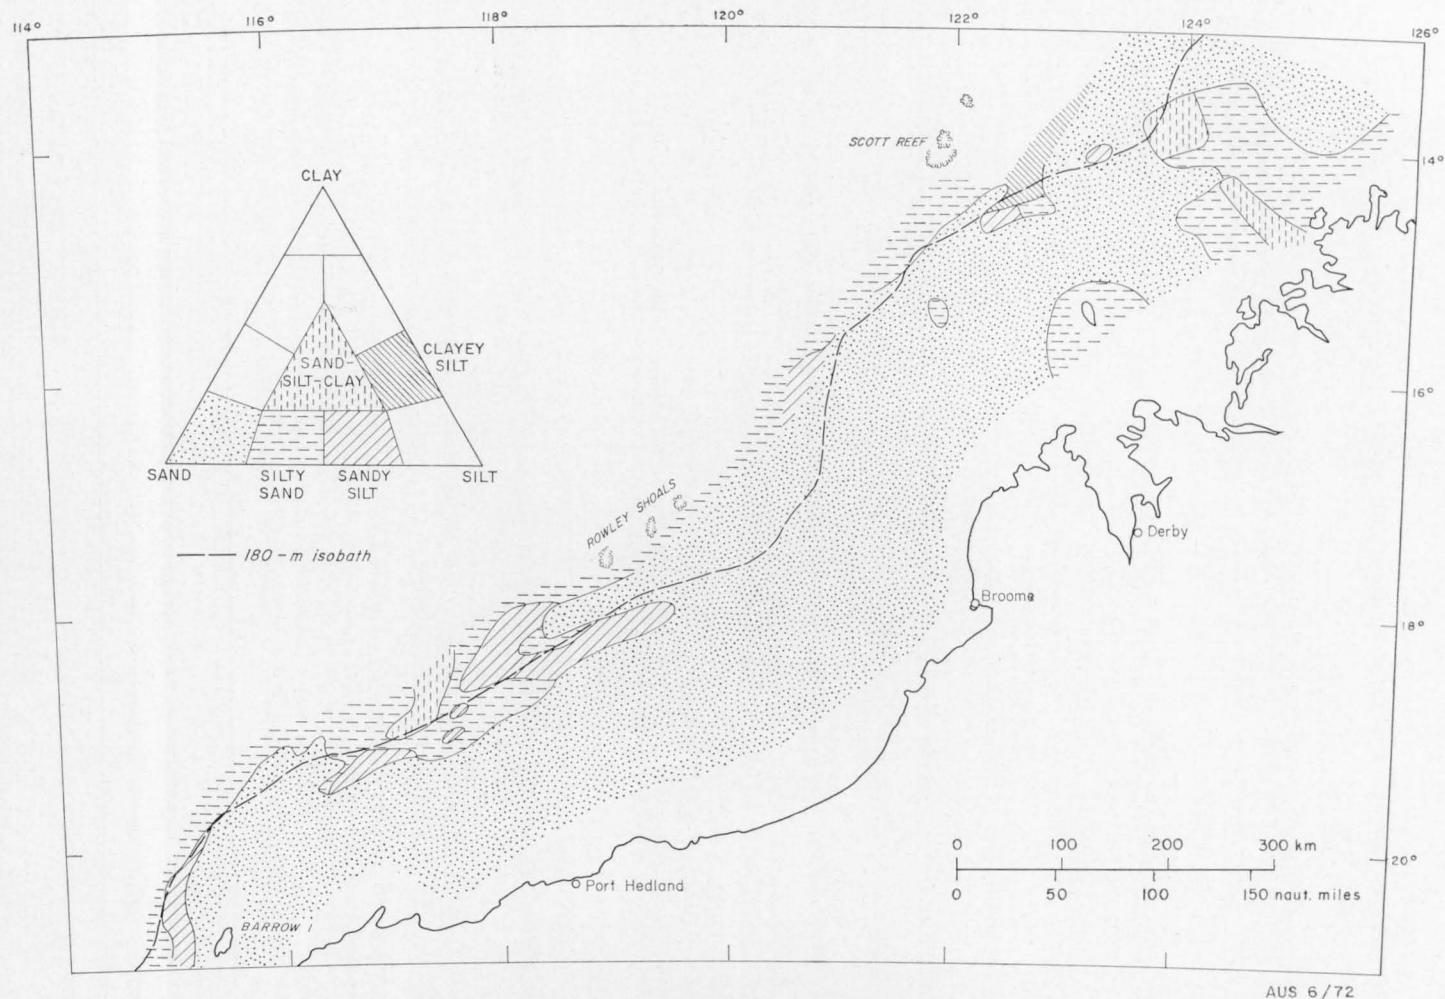 114°
116°
118°
120°
122°
124°
126°
SCOTT REEF
14°
CLAY
CLAYEY
SILT
SAND-
SILT-CLAY
16°
SAND
SILTY
SAND
SANDY
SILT
SILT
ROWLEY SHOALS
180-m isobath
Derby
Broome
18°
0 100 200 300 km
0 50 100 150 naut. miles
20°
Port Hedland
BARROW I
AUS 6/72